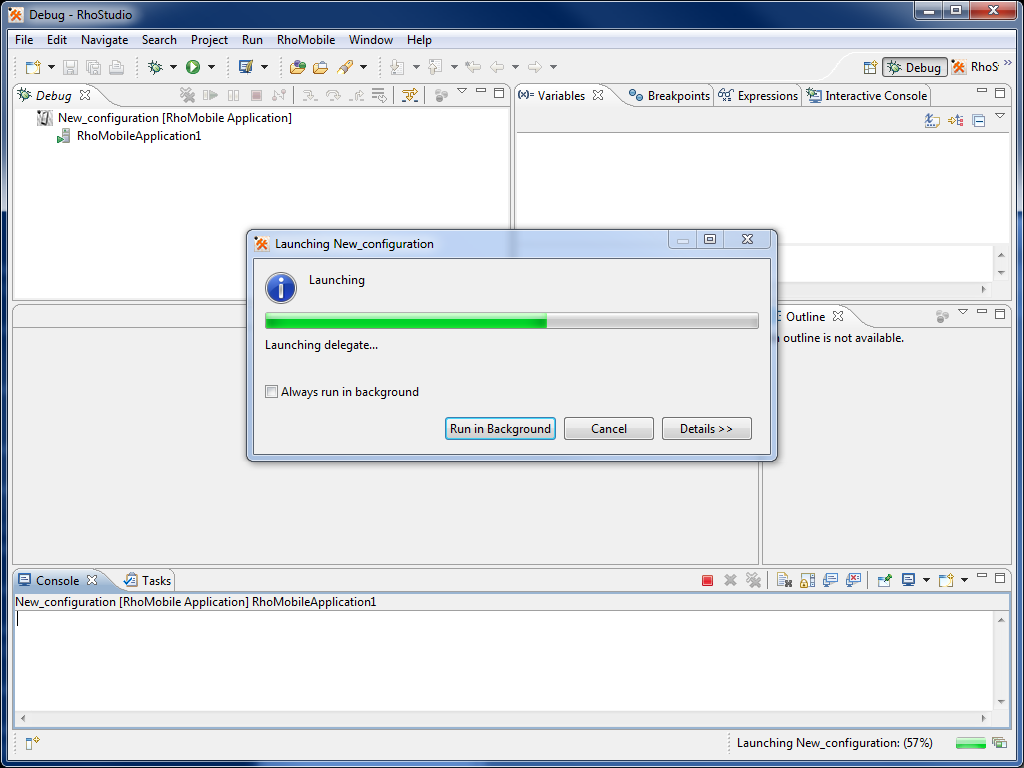 Debug - RhoStudio
File Edit Navigate Search Project Run RhoMobile Window Help
Debug RhoS
Debug
New_configuration [RhoMobile Application]
RhoMobileApplication1
(x)= Variables Breakpoints Expressions Interactive Console
Launching New_configuration
Launching
Launching delegate...
Always run in background
Run in Background Cancel Details >>
Outline
outline is not available.
Console Tasks
New_configuration [RhoMobile Application] RhoMobileApplication1
Launching New_configuration: (57%)